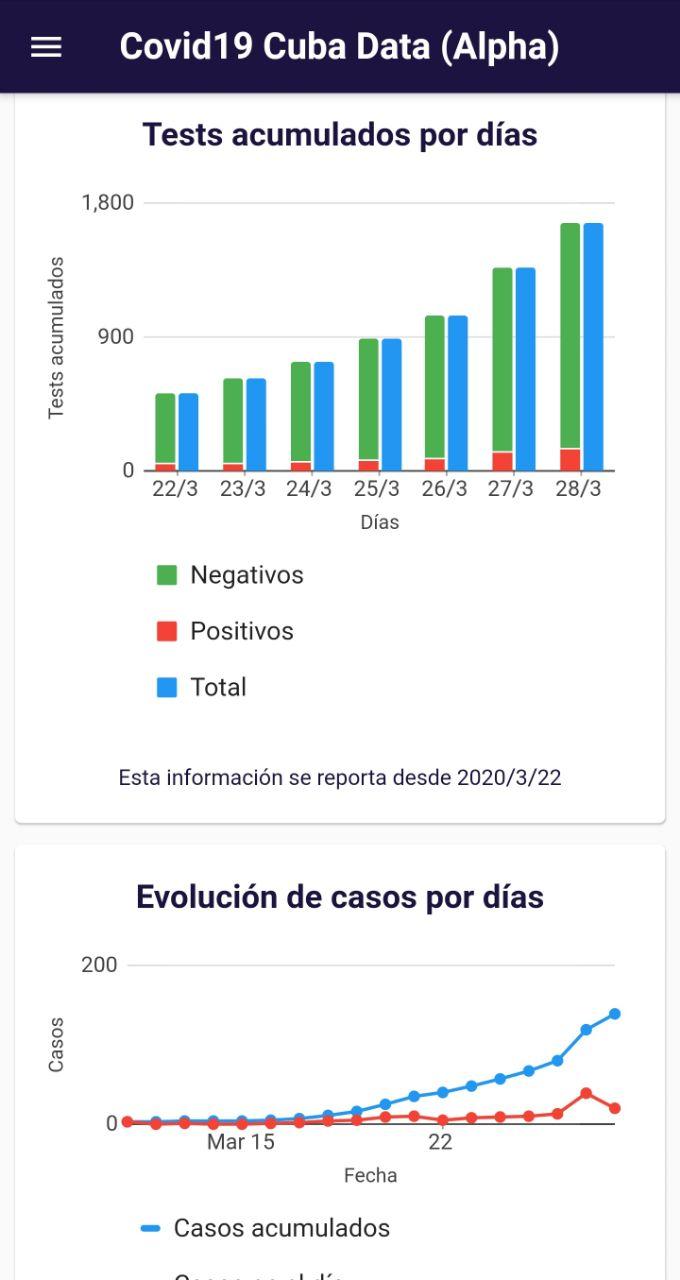 Covid19 Cuba Data (Alpha)
Tests acumulados por días
1,800
900
0
Tests acumulados
22/3 23/3 24/3 25/3 26/3 27/3 28/3
Días
Negativos
Positivos
Total
Esta información se reporta desde 2020/3/22
Evolución de casos por días
200
0
Casos
Mar 15 22
Fecha
Casos acumulados